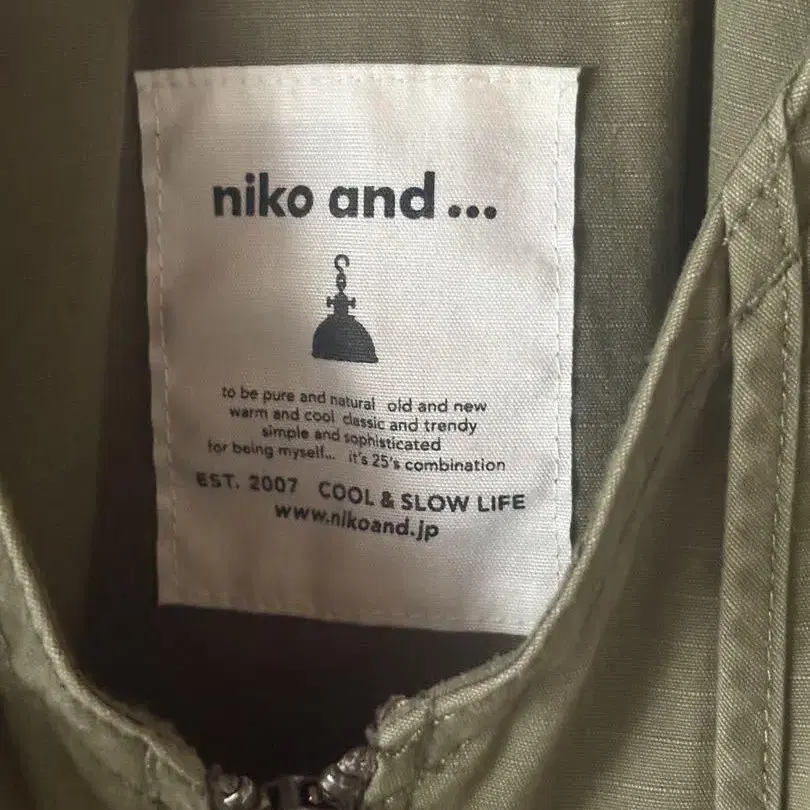 niko and ...
to be pure and natural old and new
warm and cool classic and trendy
simple and sophisticated
for being myself... it's 25's combination
EST. 2007 COOL & SLOW LIFE
www.nikoand.jp